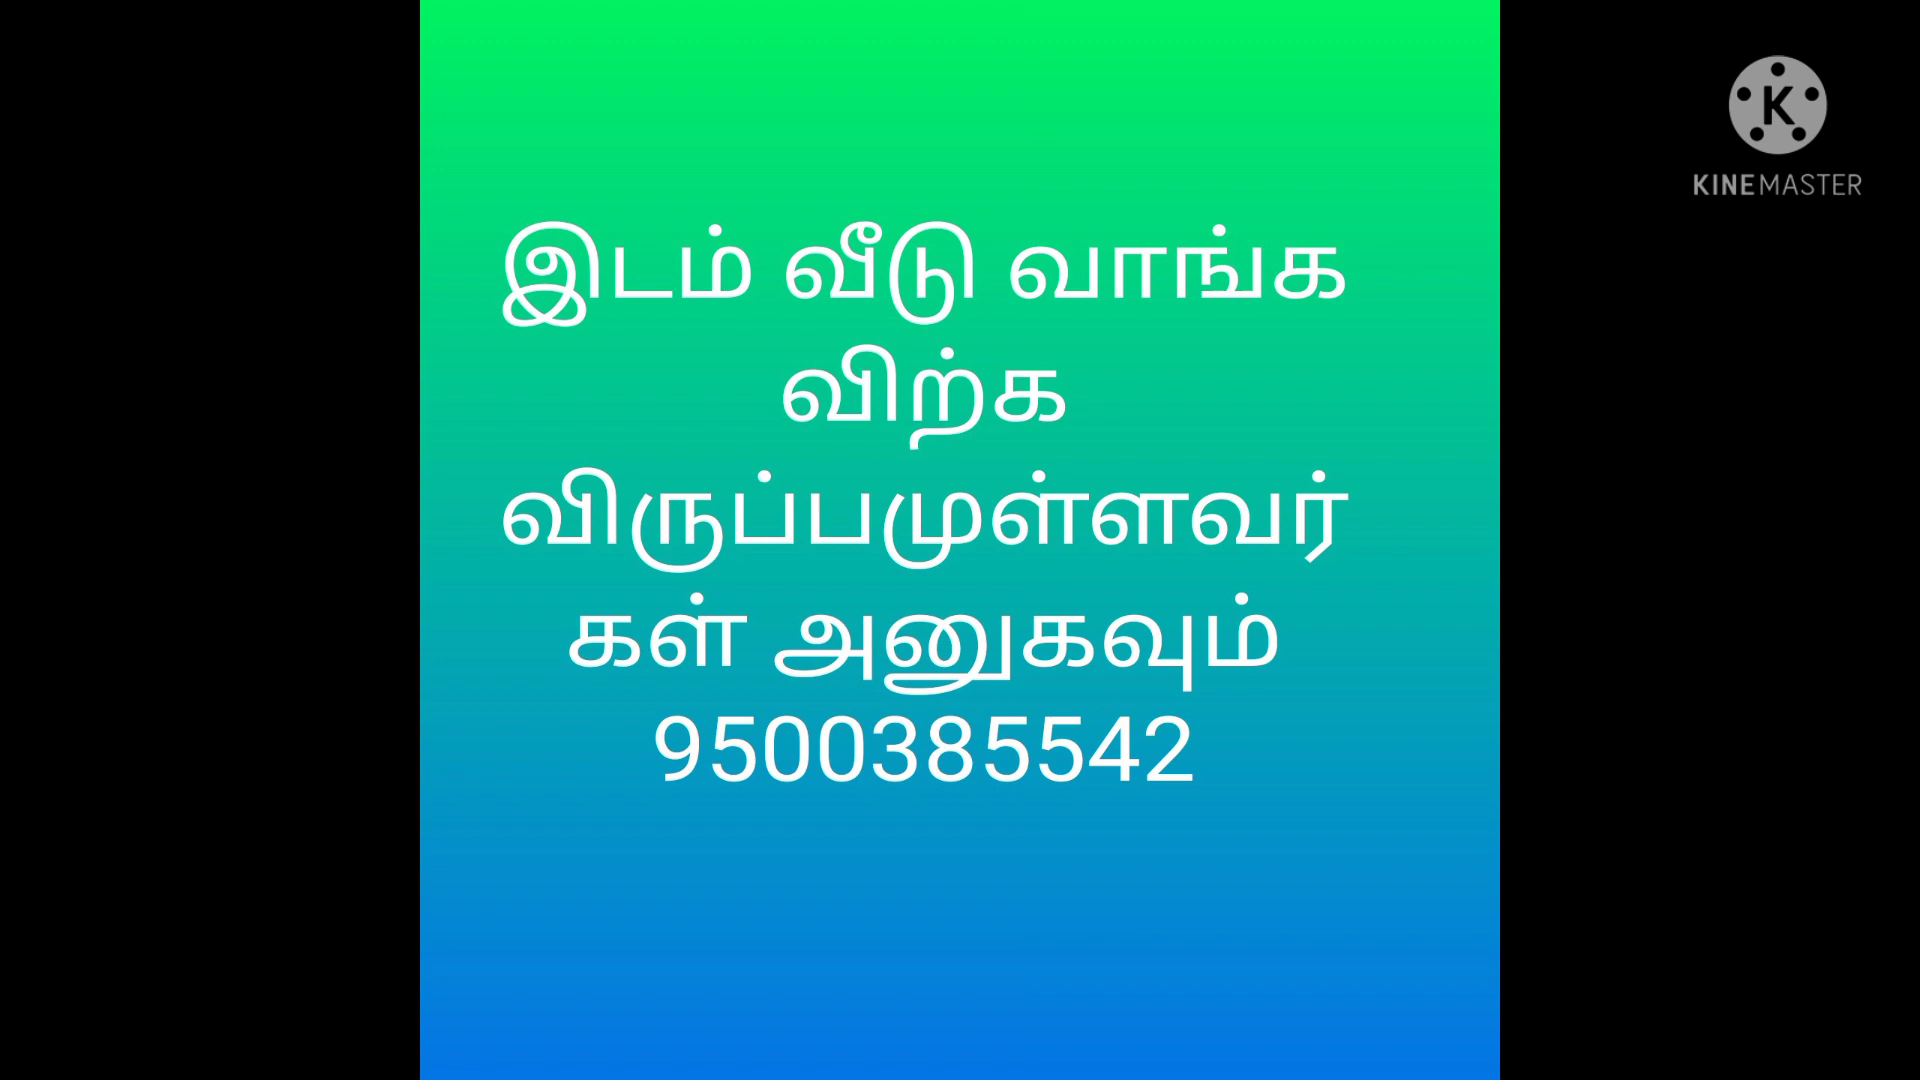 இடம் வீடு வாங்க
விற்க
விருப்பமுள்ளவர்
கள் அனுகவும்
9500385542
K
KINEMASTER